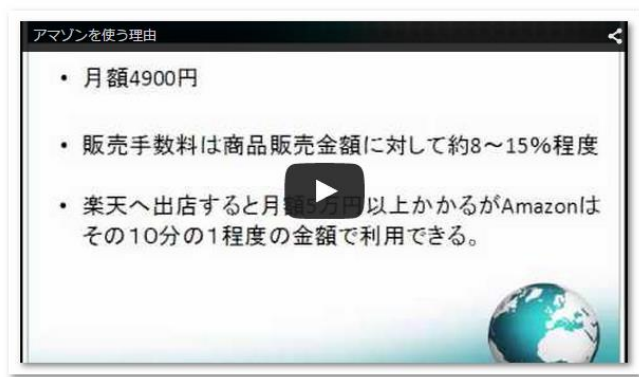 アマゾンを使う理由
• 月額4900円
• 販売手数料は商品販売金額に対して約8～15%程度
• 楽天へ出店すると月額5万円以上かかるがAmazonは
その１０分の１程度の金額で利用できる。